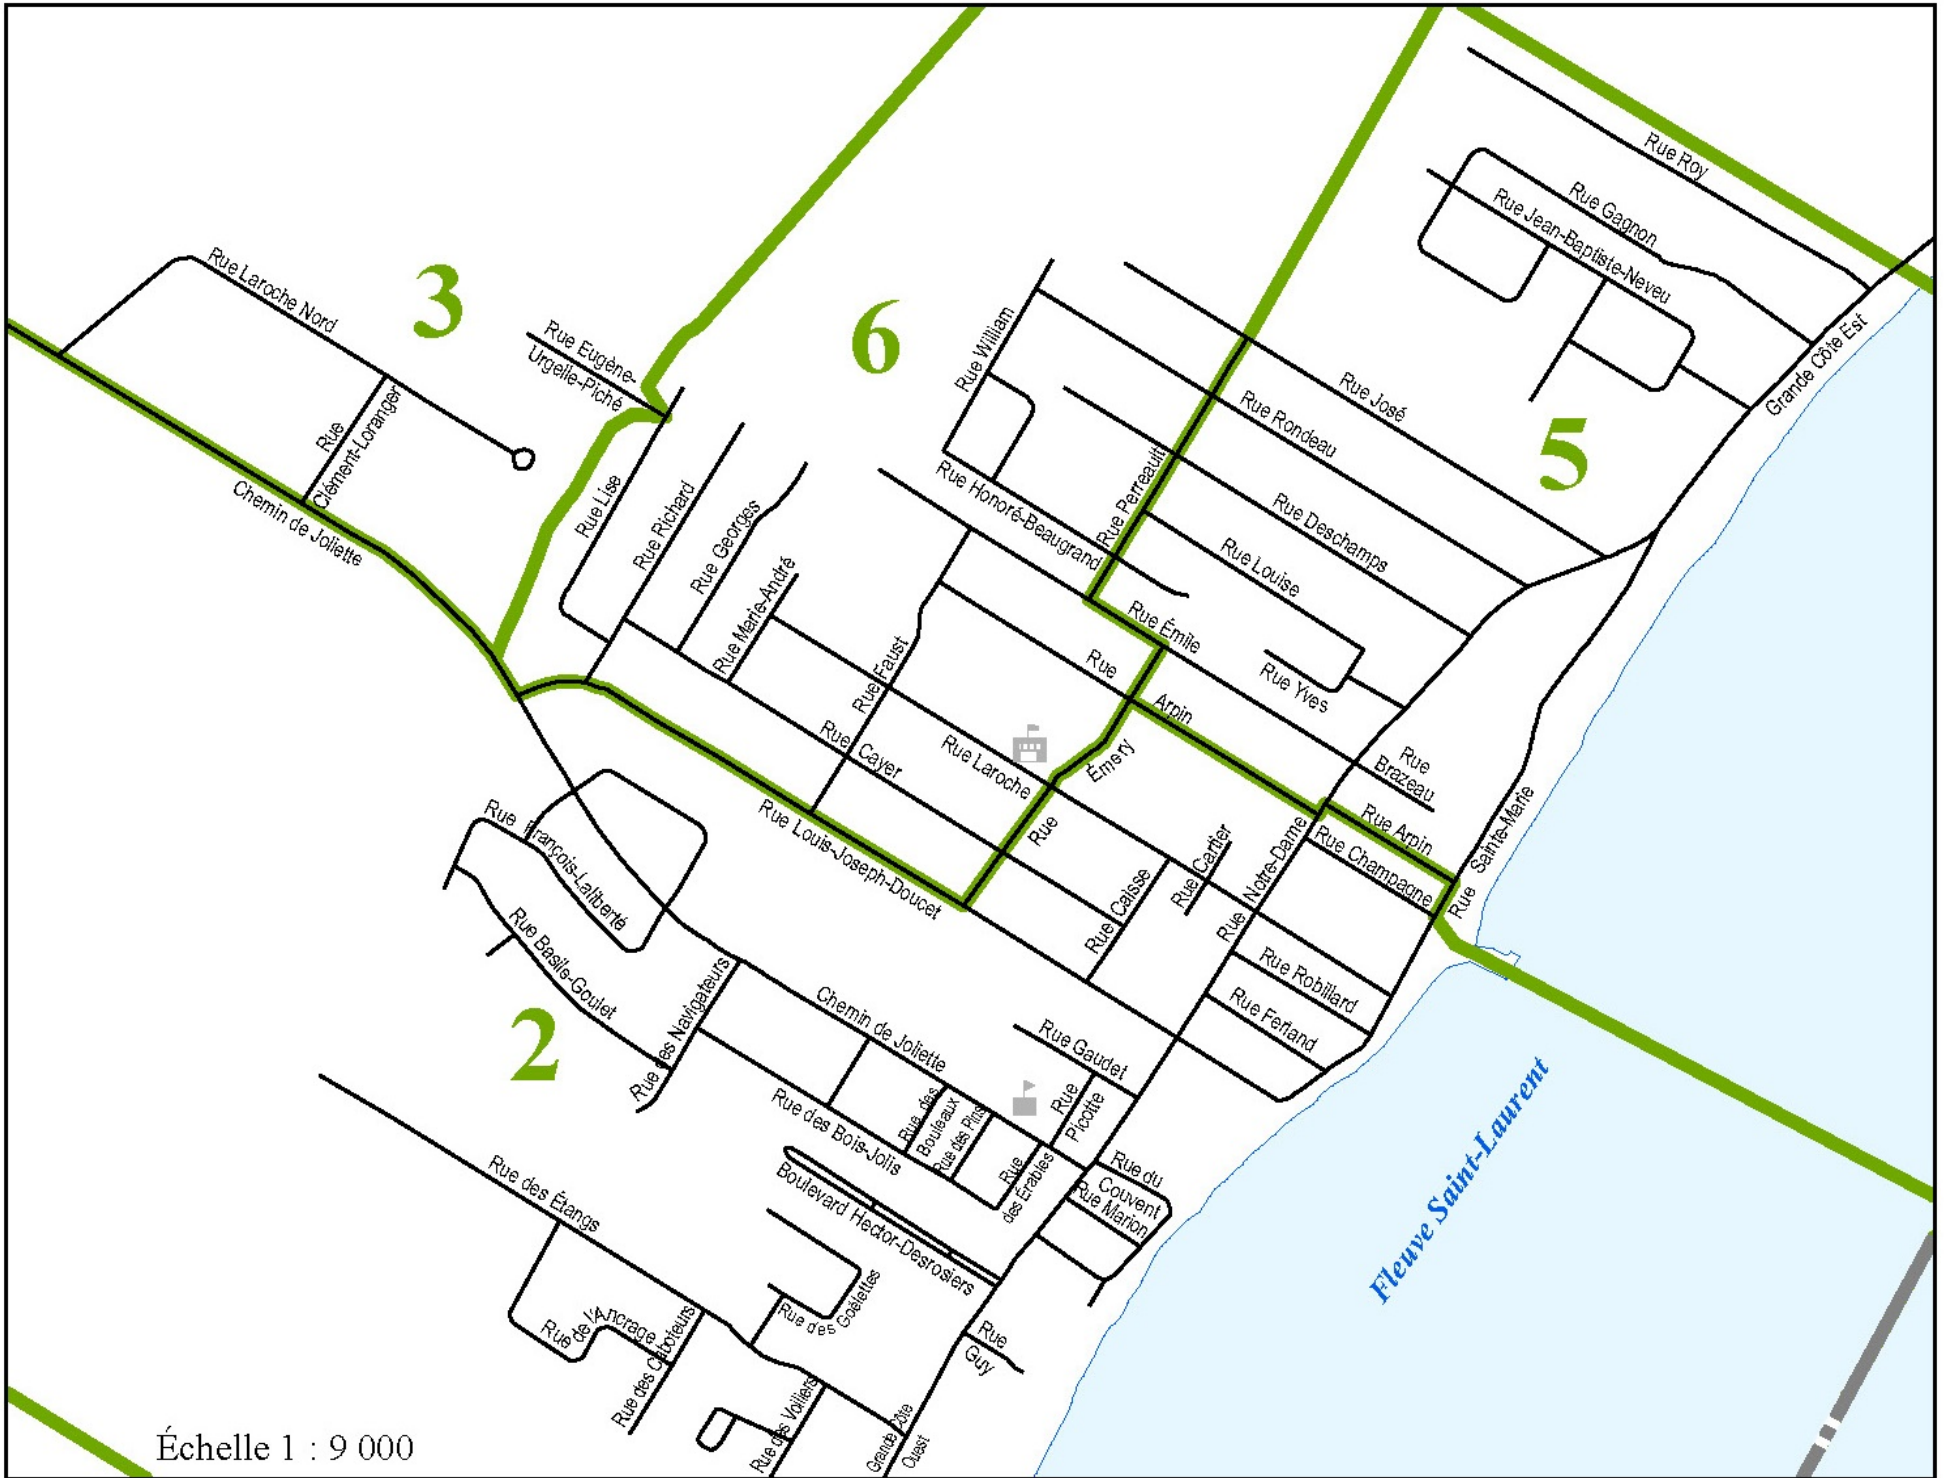 Rue Roy
Rue Gagnon
Rue Jean-Baptiste-Neveu
Rue Laroche Nord
3
Rue Eugène-
Urgelle-Piché
6
Rue William
Grande Côte Est
Rue José
Rue Rondeau
5
Rue
Clément-Loranger
Chemin de Joliette
Rue Lise
Rue Richard
Rue Georges
Rue Marie-André
Rue Honoré-Beaugrand
Rue Perreault
Rue Deschamps
Rue Louise
Rue Émile
Rue Yves
Rue Faust
Rue
Arpin
Rue Cayer
Rue Laroche
Émery
Rue
Rue
Brazeau
Rue Arpin
Rue Champagne
Rue Sainte-Marie
Rue Louis-Joseph-Doucet
Rue François-Laliberté
Rue Caisse
Rue Cartier
Rue Notre-Dame
Rue Basile-Goulet
Rue des Navigateurs
Rue Robillard
Rue Ferland
2
Chemin de Joliette
Rue Gaudet
Rue
Picotte
Rue des
Bouleaux
Rue des Pins
Rue des Bois-Jolis
Rue
des Érables
Rue du
Couvent
Rue Marion
Fleuve Saint-Laurent
Rue des Étangs
Boulevard Hector-Desrosiers
Rue des Goélettes
Rue de l'Ancrage
Rue des Caboteurs
Rue
Guy
Rue des Voiliers
Grande Côte
Ouest
Échelle 1 : 9 000